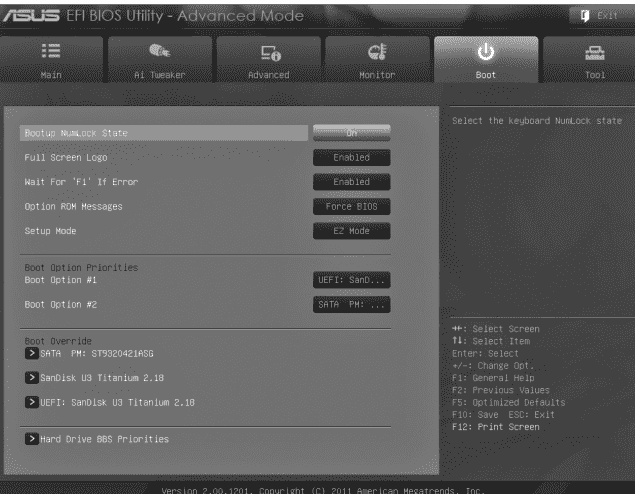 ASUS EFI BIOS Utility - Advanced Mode
Exit
Main
Ai Tweaker
Advanced
Monitor
Boot
Tool
Bootup NumLock State
On
Full Screen Logo
Enabled
Wait For 'F1' If Error
Enabled
Option ROM Messages
Force BIOS
Setup Mode
EZ Mode
Boot Option Priorities
Boot Option #1
UEFI: SanD...
Boot Option #2
SATA PM: ...
Boot Override
SATA PM: ST9320421ASG
SanDisk U3 Titanium 2.18
UEFI: SanDisk U3 Titanium 2.18
Hard Drive BBS Priorities
Select the keyboard NumLock state
→←: Select Screen
↑↓: Select Item
Enter: Select
+/-: Change Opt.
F1: General Help
F2: Previous Values
F5: Optimized Defaults
F10: Save ESC: Exit
F12: Print Screen
Version 2.00.1201. Copyright (C) 2011 American Megatrends, Inc.